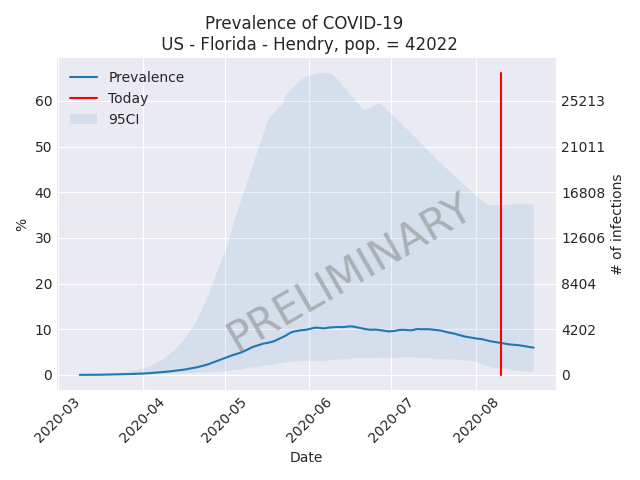 Prevalence of COVID-19
US - Florida - Hendry, pop. = 42022
Prevalence
Today
95CI
60
50
40
30
20
10
0
%
25213
21011
16808
12606
8404
4202
0
# of infections
PRELIMINARY
2020-03
2020-04
2020-05
2020-06
2020-07
2020-08
Date